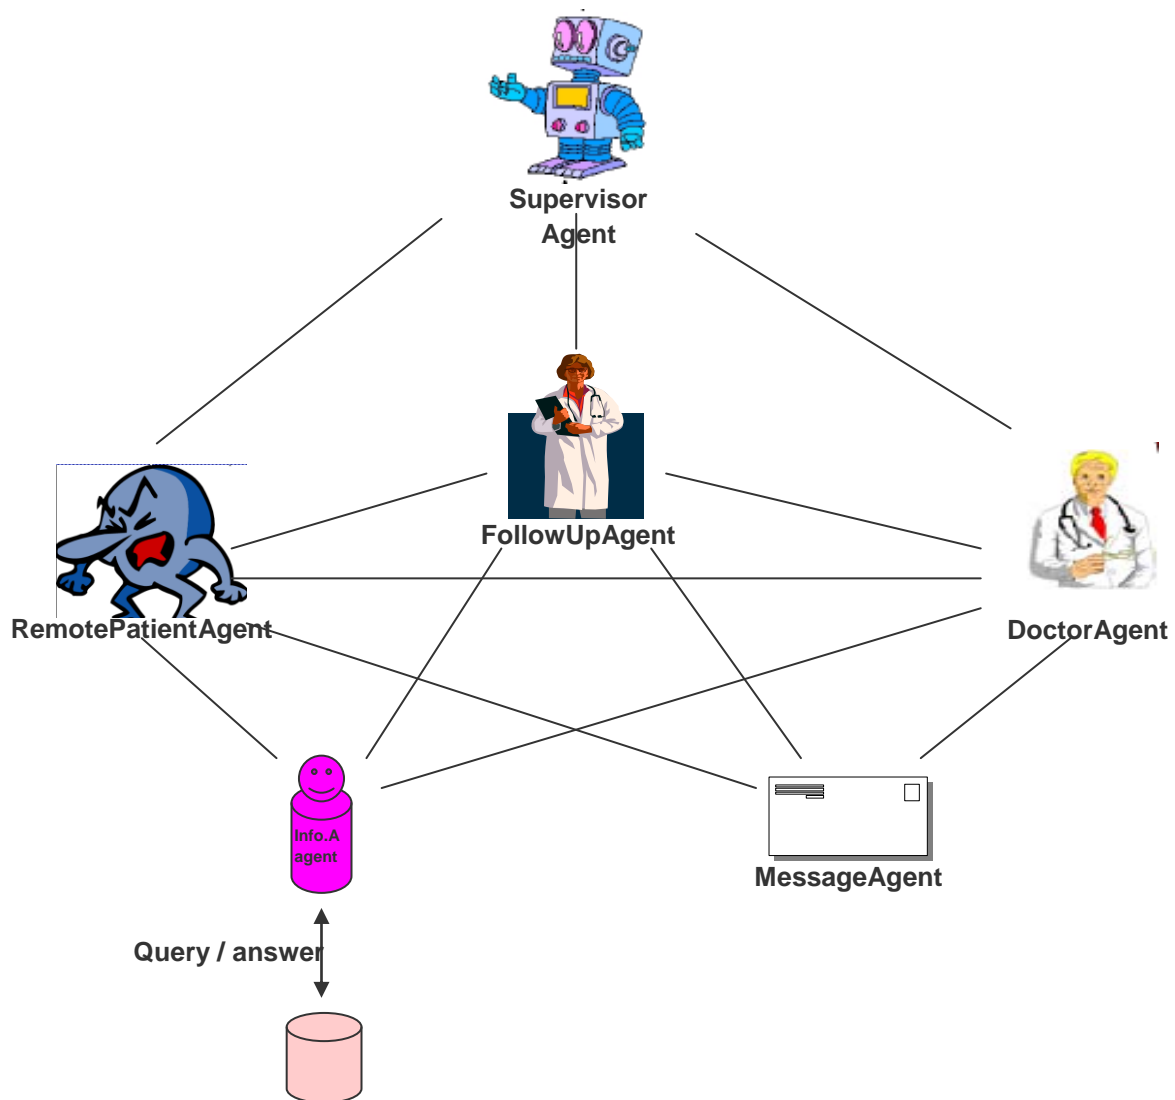 Supervisor
Agent
FollowUpAgent
RemotePatientAgent
DoctorAgent
Info.A
agent
MessageAgent
Query / answer